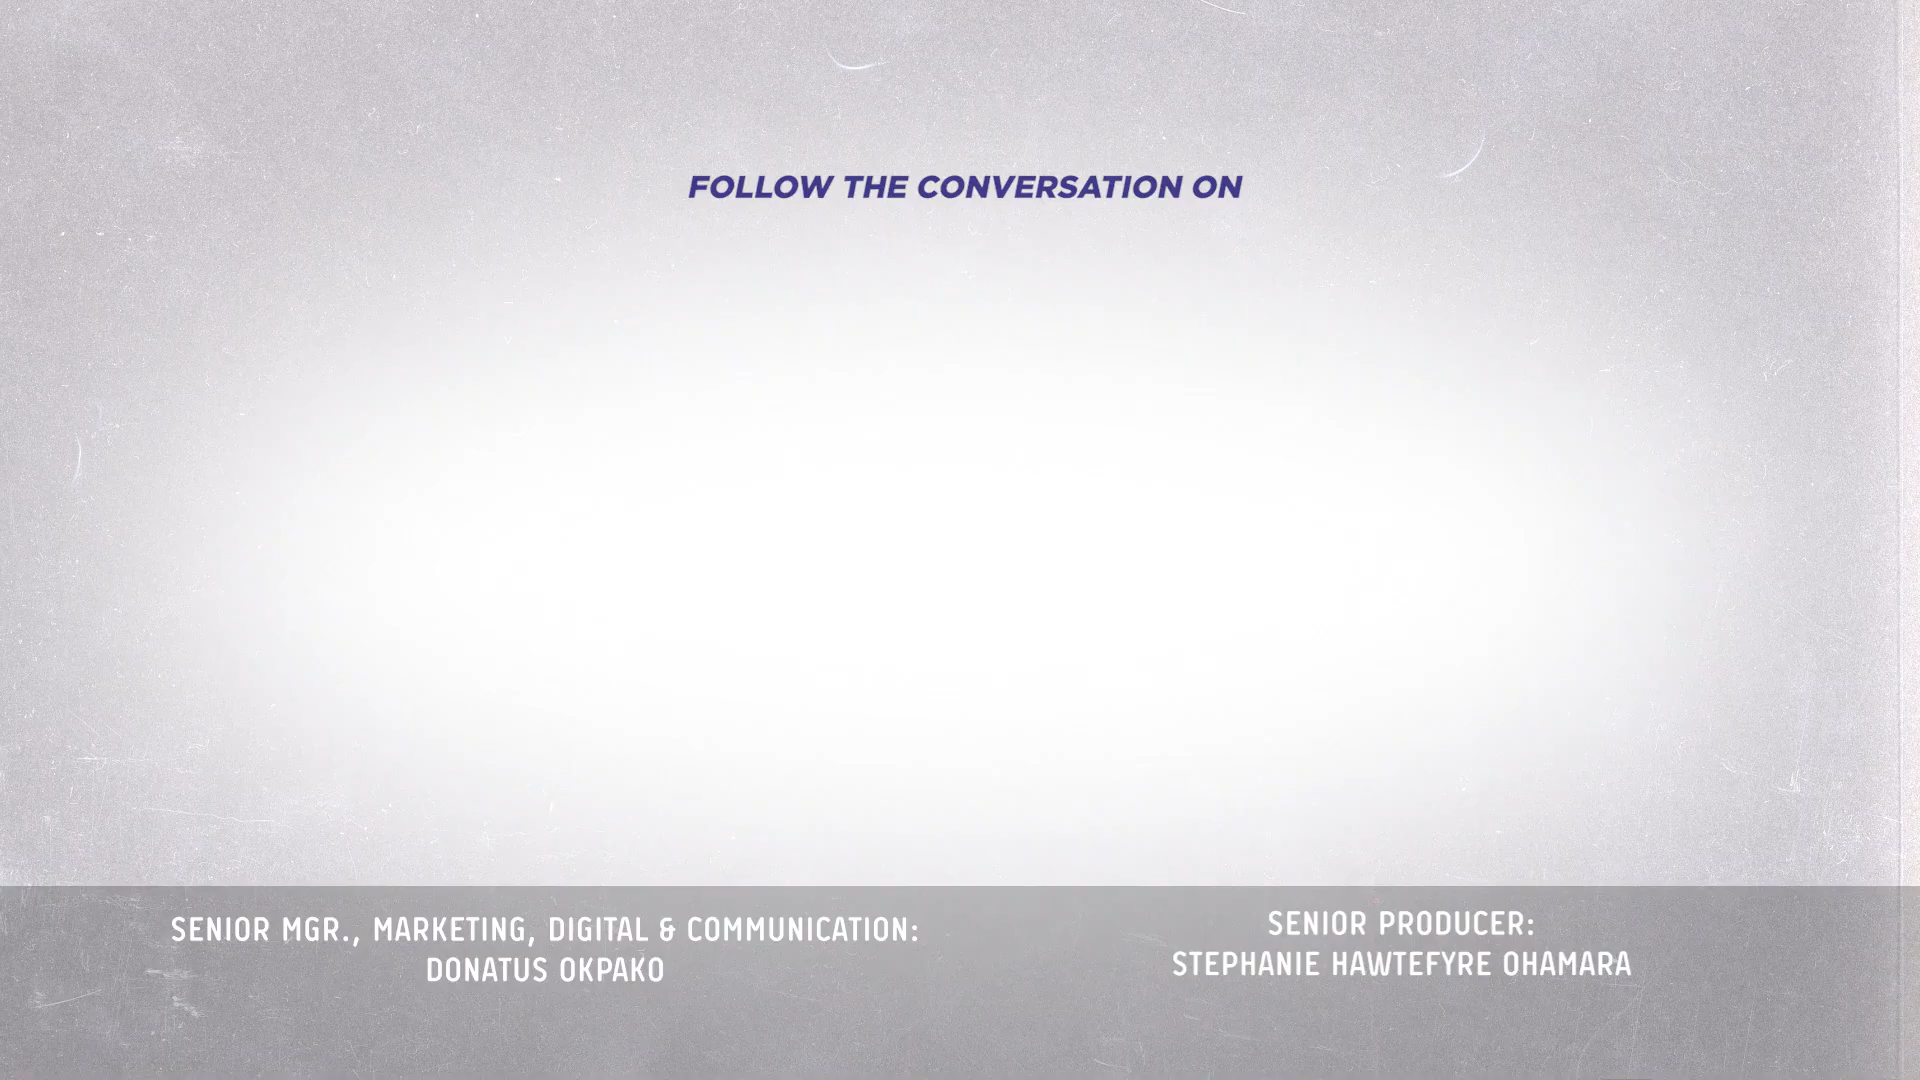 FOLLOW THE CONVERSATION ON
SENIOR MGR., MARKETING, DIGITAL & COMMUNICATION:
DONATUS OKPAKO
SENIOR PRODUCER:
STEPHANIE HAWTEFYRE OHAMARA